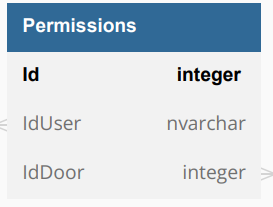 Permissions
Id integer
IdUser nvarchar
IdDoor integer